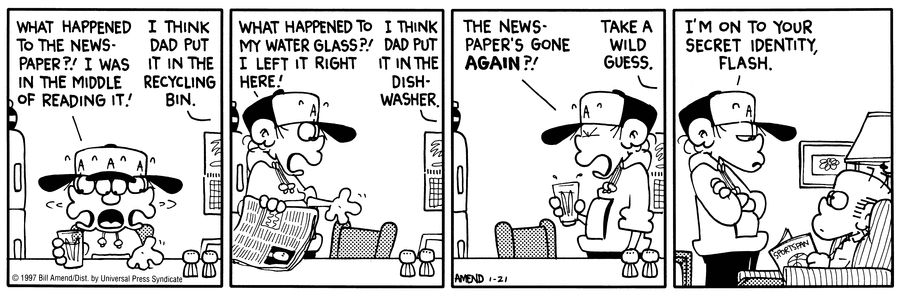 WHAT HAPPENED
TO THE NEWS-
PAPER?! I WAS
IN THE MIDDLE
OF READING IT!
I THINK
DAD PUT
IT IN THE
RECYCLING
BIN.
A A A A
© 1997 Bill Amend/Dist. by Universal Press Syndicate
WHAT HAPPENED TO
MY WATER GLASS?!
I LEFT IT RIGHT
HERE!
I THINK
DAD PUT
IT IN THE
DISH-
WASHER.
A
THE NEWS-
PAPER'S GONE
AGAIN?!
TAKE A
WILD
GUESS.
A
AMEND 1-21
I'M ON TO YOUR
SECRET IDENTITY,
FLASH.
A
SPORTSPAN